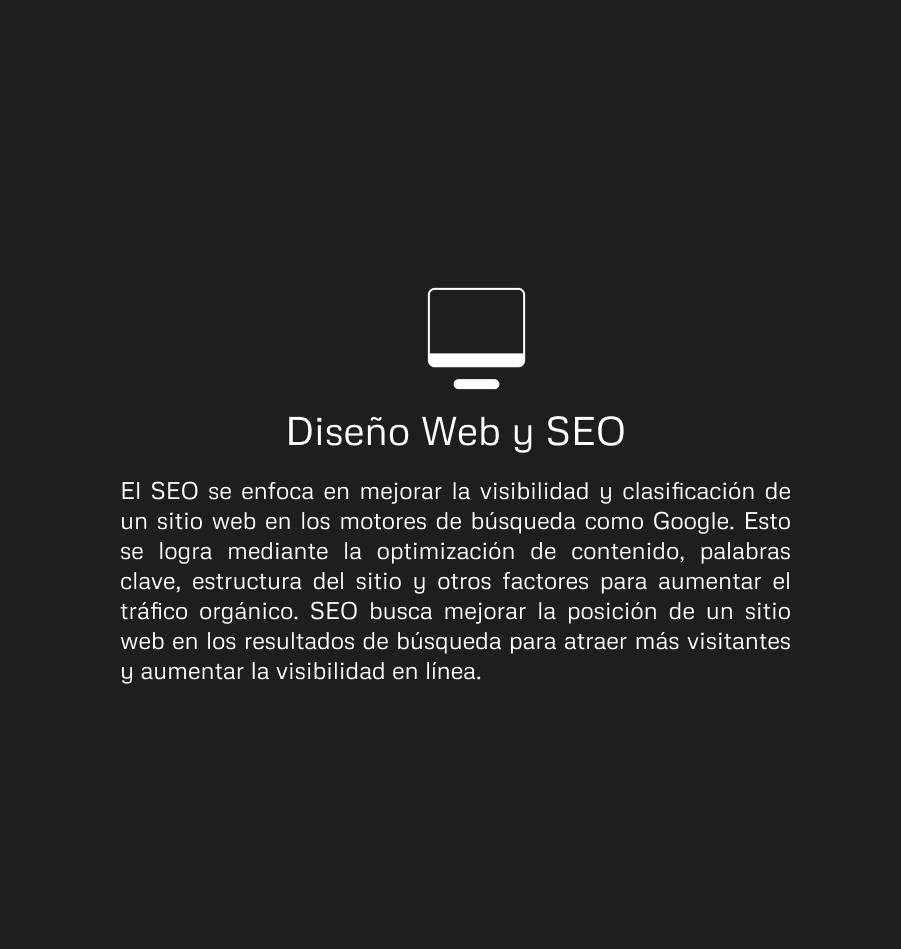 Diseño Web y SEO
El SEO se enfoca en mejorar la visibilidad y clasificación de
un sitio web en los motores de búsqueda como Google. Esto
se logra mediante la optimización de contenido, palabras
clave, estructura del sitio y otros factores para aumentar el
tráfico orgánico. SEO busca mejorar la posición de un sitio
web en los resultados de búsqueda para atraer más visitantes
y aumentar la visibilidad en línea.